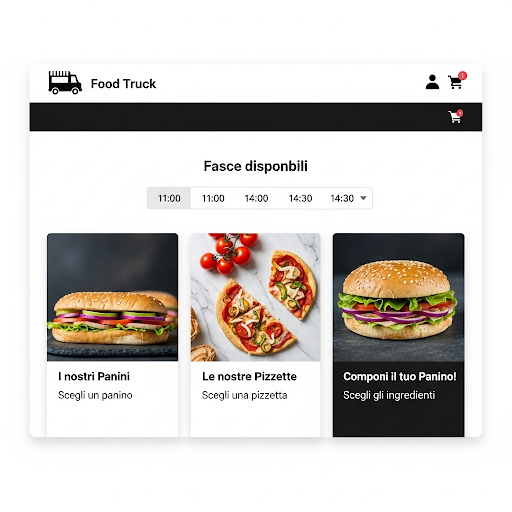 Food Truck
Fasce disponbili
11:00 11:00 14:00 14:30 14:30
I nostri Panini
Scegli un panino
Le nostre Pizzette
Scegli una pizzetta
Componi il tuo Panino!
Scegli gli ingredienti